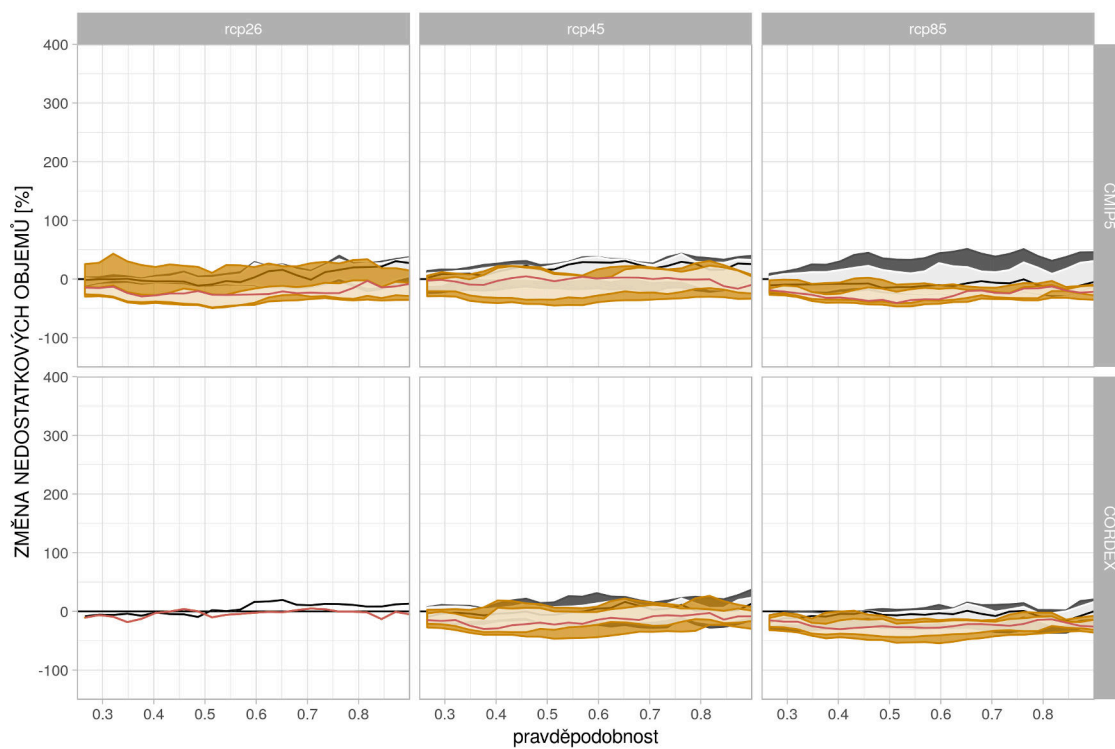 rcp26 rcp45 rcp85
400
300
200
100
0
-100
CMIP5
400
300
200
100
0
-100
CORDEX
ZMĚNA NEDOSTATKOVÝCH OBJEMŮ [%]
0.3 0.4 0.5 0.6 0.7 0.8 0.3 0.4 0.5 0.6 0.7 0.8 0.3 0.4 0.5 0.6 0.7 0.8
pravděpodobnost